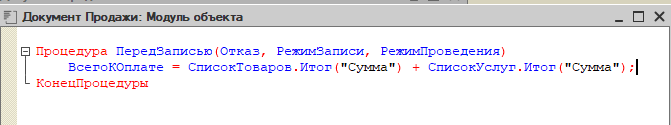 Документ Продажи: Модуль объекта
Процедура ПередЗаписью(Отказ, РежимЗаписи, РежимПроведения)
ВсегоКОплате = СписокТоваров.Итог("Сумма") + СписокУслуг.Итог("Сумма");
КонецПроцедуры